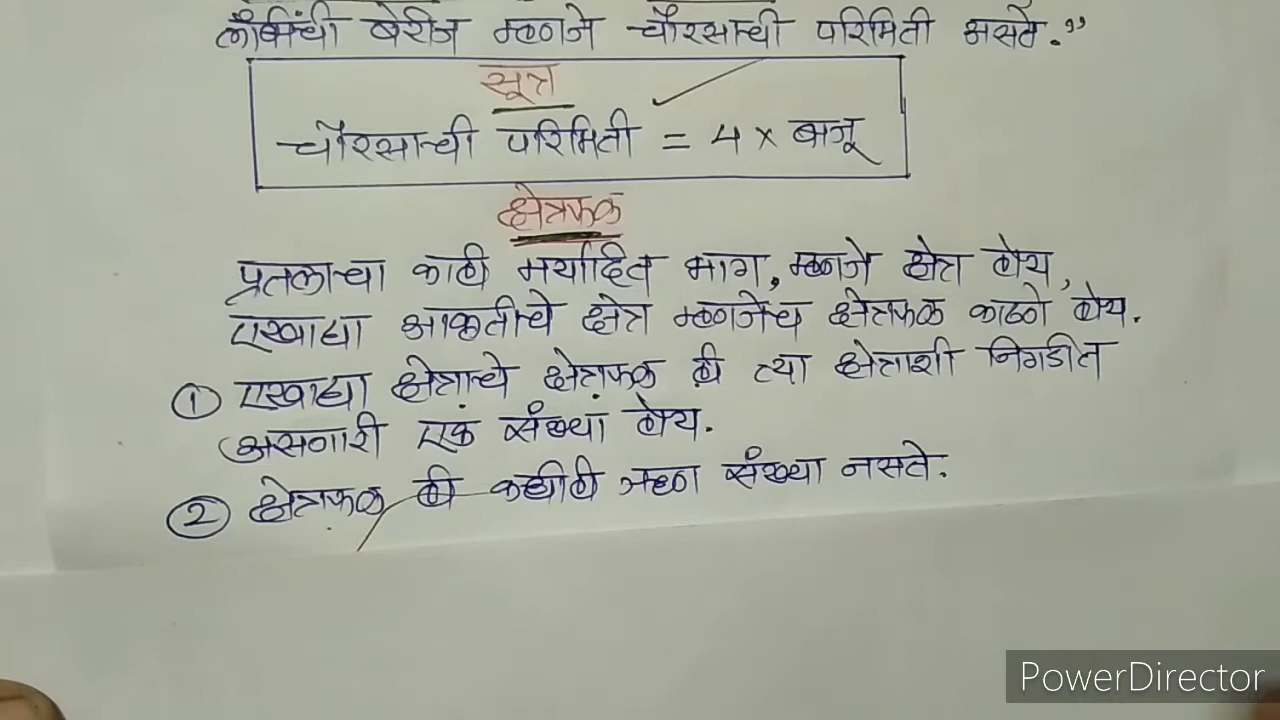 लांबींची बेरीज म्हणजे चौरसाची परिमिती असते."
सूत्र
चौरसाची परिमिती = 4 × बाजू
क्षेत्रफळ
प्रतलाचा काही मर्यादित भाग, म्हणजे क्षेत्र होय,
एखाद्या आकृतीचे क्षेत्र म्हणजेच क्षेत्रफळ काढणे होय.
① एखाद्या क्षेत्राचे क्षेत्रफळ ही त्या क्षेत्राशी निगडीत
असणारी एक संख्या होय.
② क्षेत्रफळ ही कधीही ऋण संख्या नसते.
PowerDirector